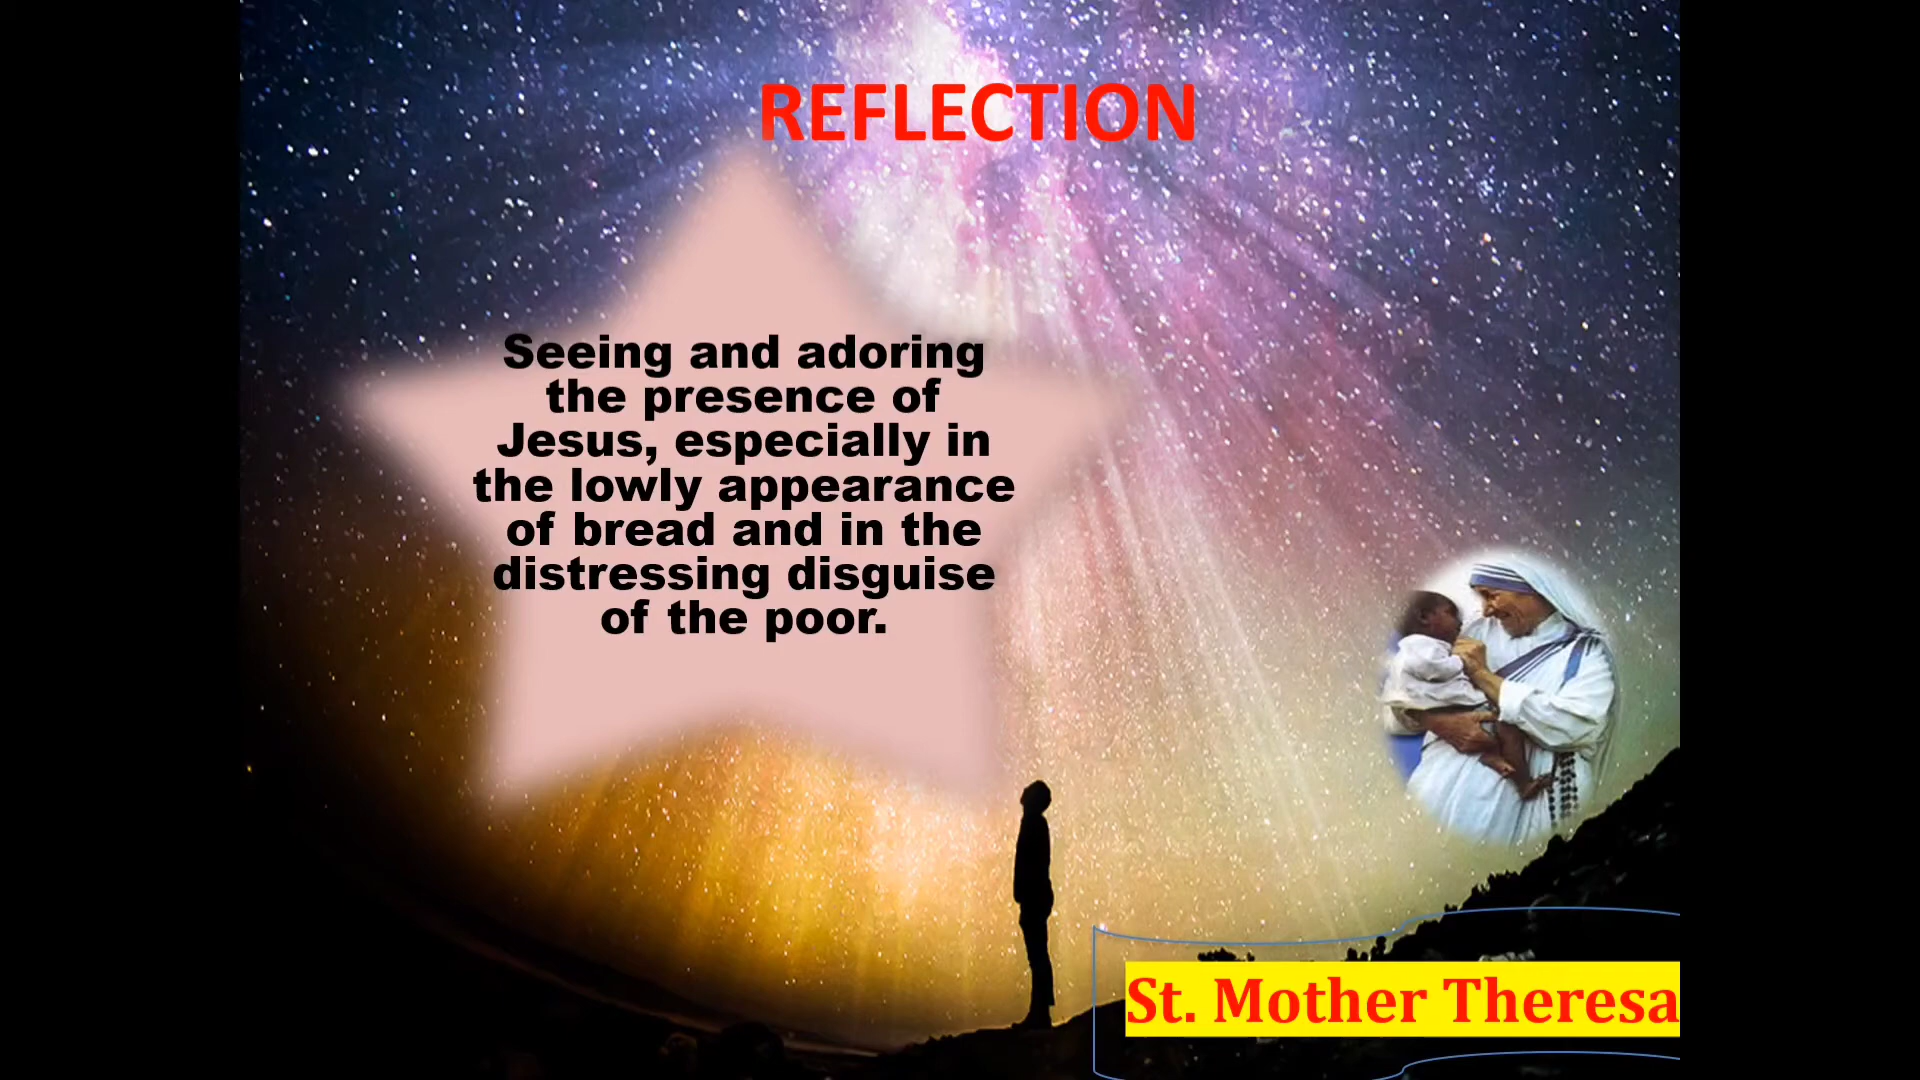 REFLECTION
Seeing and adoring
the presence of
Jesus, especially in
the lowly appearance
of bread and in the
distressing disguise
of the poor.
St. Mother Theresa